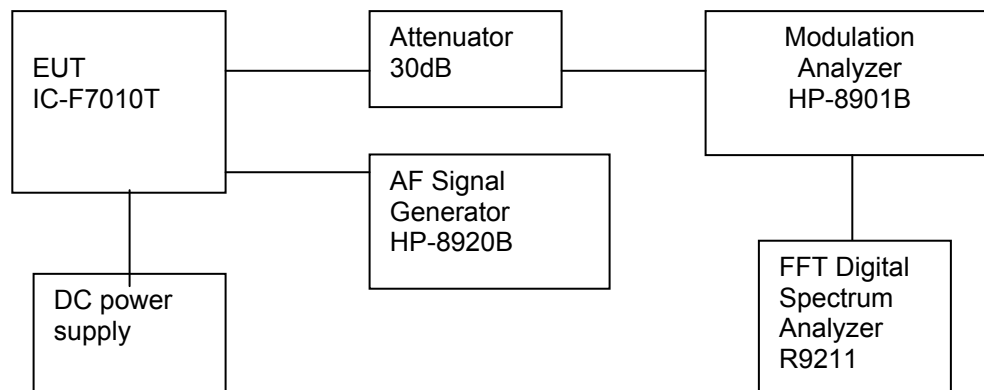 EUT
IC-F7010T
Attenuator
30dB
Modulation
Analyzer
HP-8901B
AF Signal
Generator
HP-8920B
DC power
supply
FFT Digital
Spectrum
Analyzer
R9211